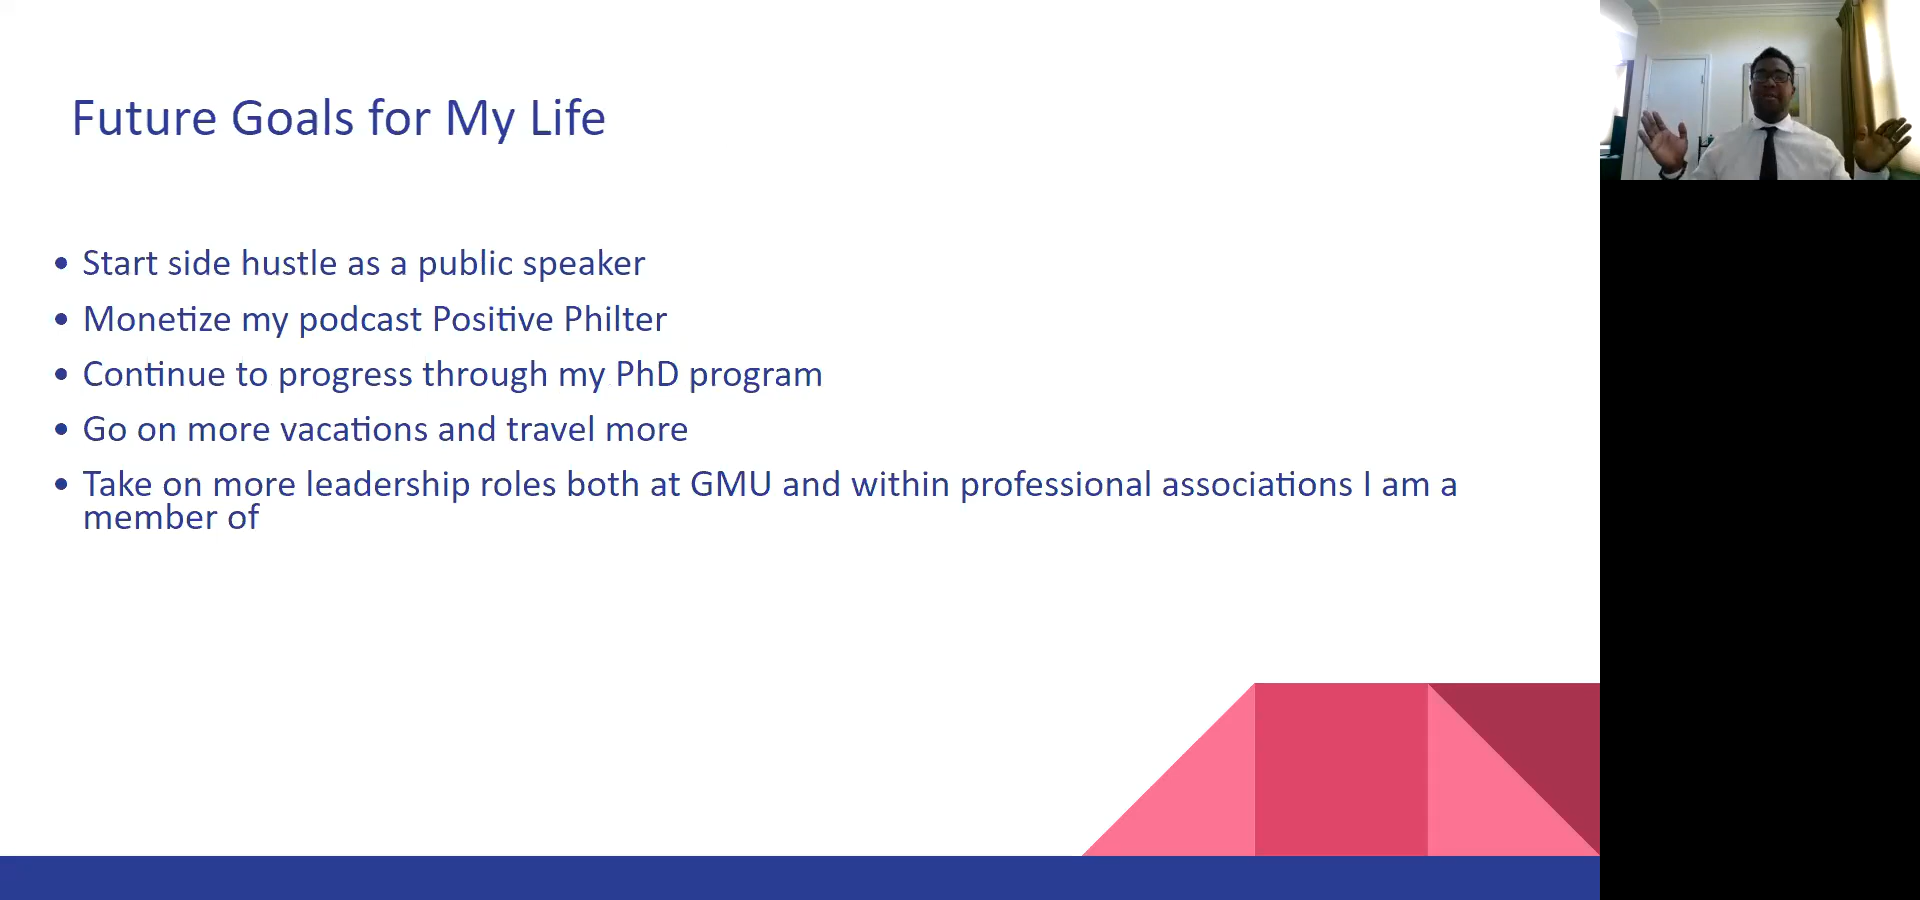 Future Goals for My Life
• Start side hustle as a public speaker
• Monetize my podcast Positive Philter
• Continue to progress through my PhD program
• Go on more vacations and travel more
• Take on more leadership roles both at GMU and within professional associations I am a
member of